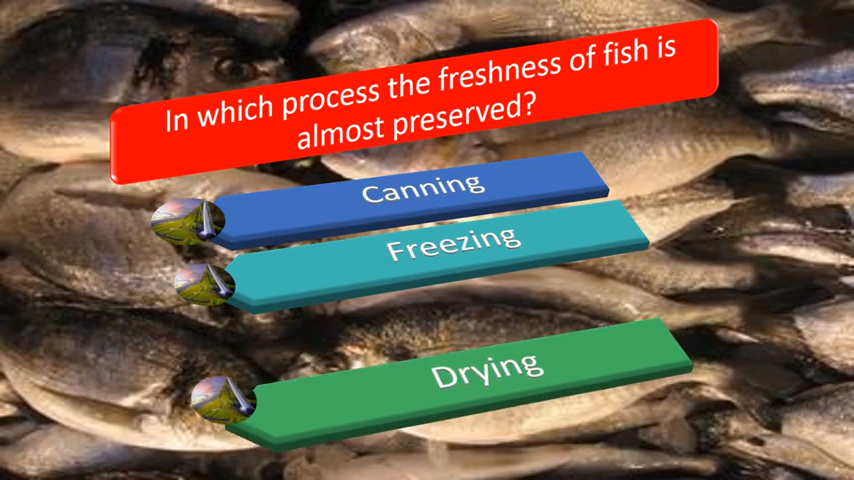 In which process the freshness of fish is
almost preserved?
Canning
Freezing
Drying